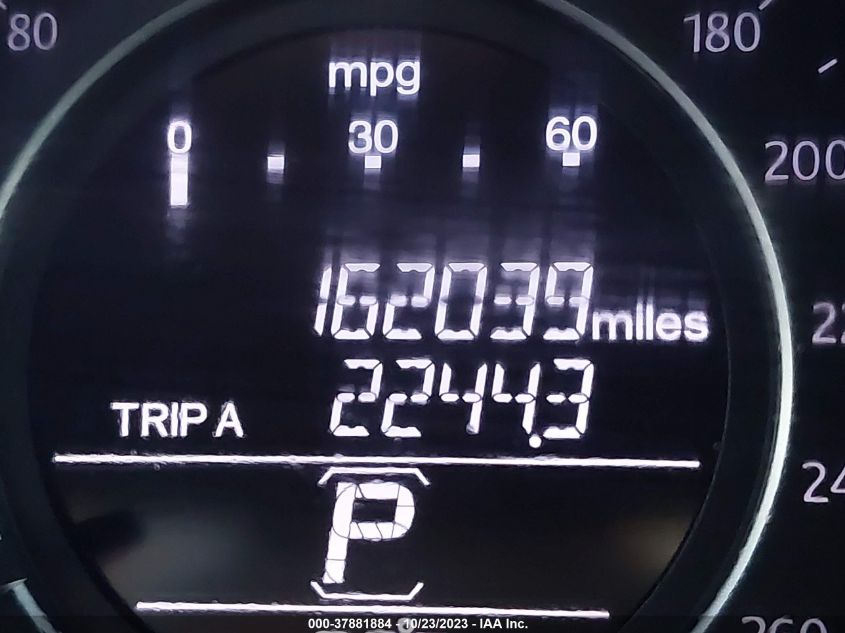 80
180
mpg
0 30 60
200
162039 miles
TRIP A 2244.3
P
000-37881884 - 10/23/2023 - IAA Inc.